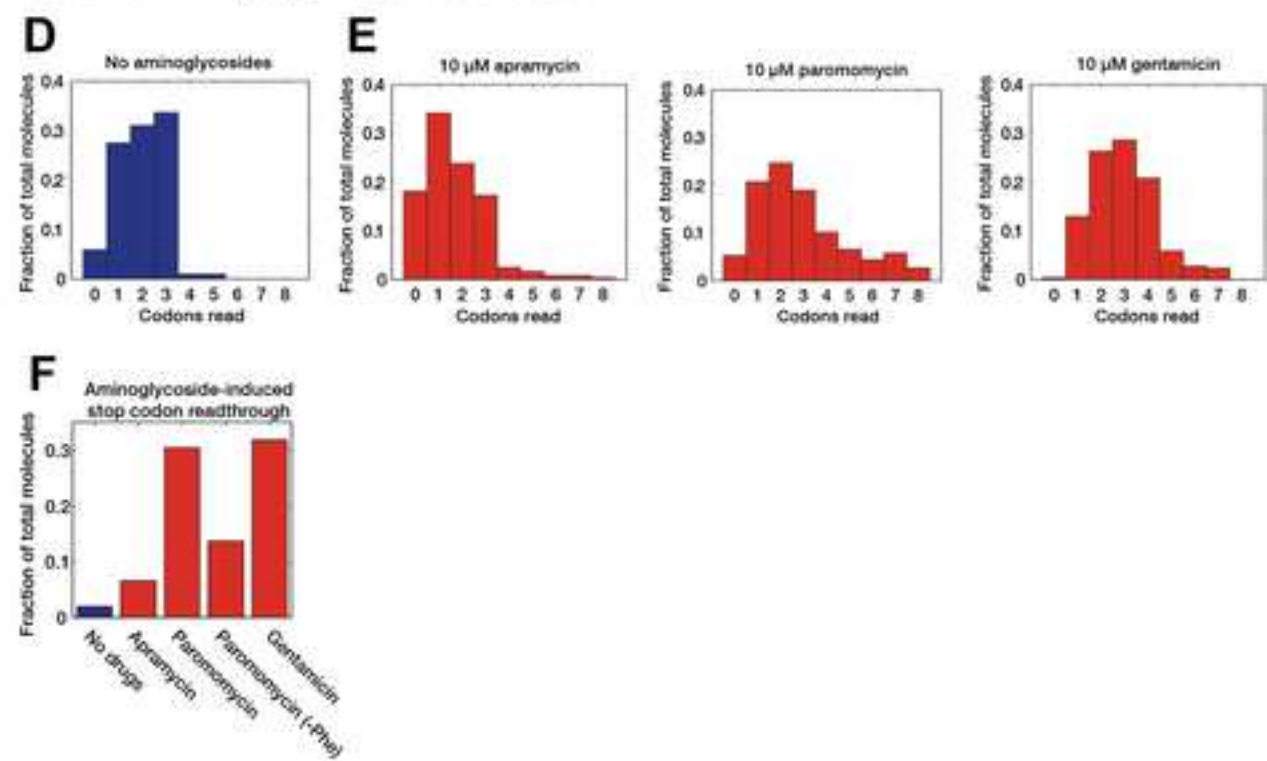 D
No aminoglycosides
Fraction of total molecules
0.4
0.3
0.2
0.1
0
0 1 2 3 4 5 6 7 8
Codons read
E
10 µM apramycin
Fraction of total molecules
0.4
0.3
0.2
0.1
0
0 1 2 3 4 5 6 7 8
Codons read
10 µM paromomycin
Fraction of total molecules
0.4
0.3
0.2
0.1
0
0 1 2 3 4 5 6 7 8
Codons read
10 µM gentamicin
Fraction of total molecules
0.4
0.3
0.2
0.1
0
0 1 2 3 4 5 6 7 8
Codons read
F
Aminoglycoside-induced
stop codon readthrough
Fraction of total molecules
0.3
0.2
0.1
0
No drugs
Apramycin
Paromomycin
Paromomycin (-Phe)
Gentamicin